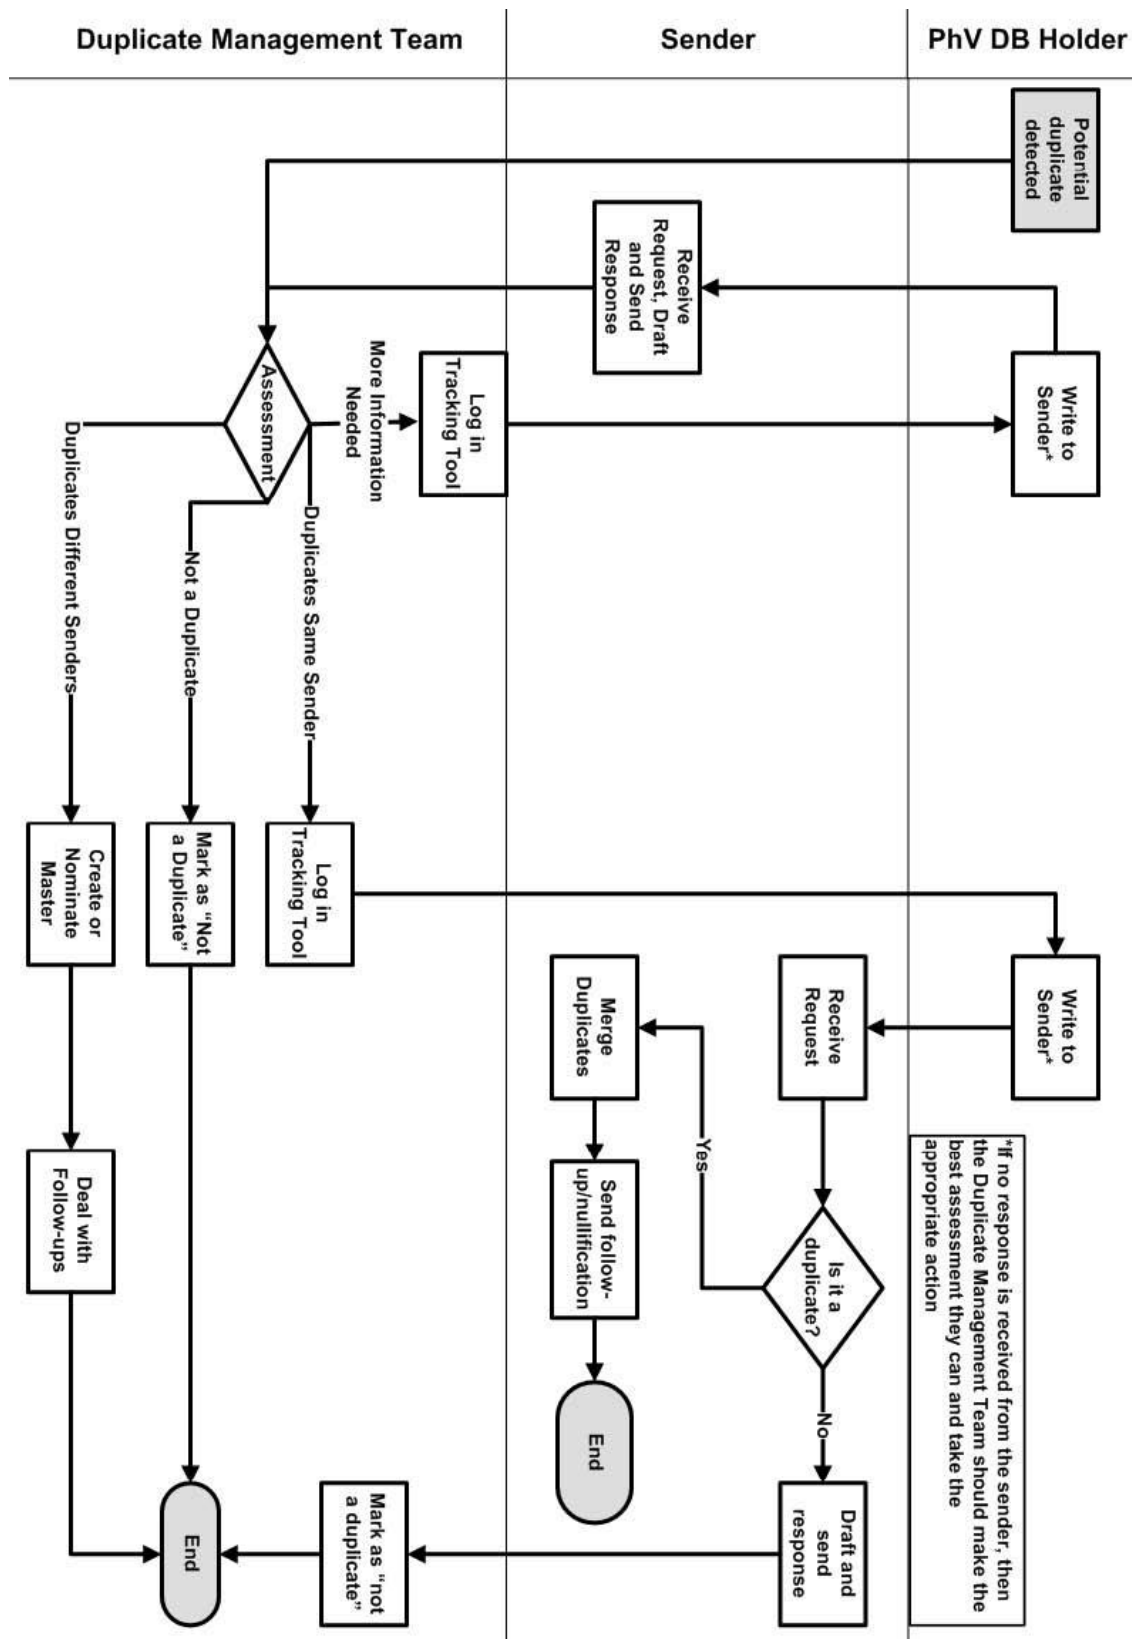 Duplicate Management Team
Sender
PhV DB Holder
Potential
duplicate
detected
Receive
Request, Draft
and Send
Response
Write to
Sender*
Log in
Tracking Tool
More Information
Needed
Assessment
Duplicates Same Sender
Not a Duplicate
Duplicates Different Senders
Log in
Tracking Tool
Mark as “Not
a Duplicate”
Create or
Nominate
Master
Write to
Sender*
Receive
Request
Merge
Duplicates
Yes
Is it a
duplicate?
No
Send follow-
up/nullification
End
Deal with
Follow-ups
Draft and
send
response
Mark as “not
a duplicate”
End
*If no response is received from the sender, then
the Duplicate Management Team should make the
best assessment they can and take the
appropriate action